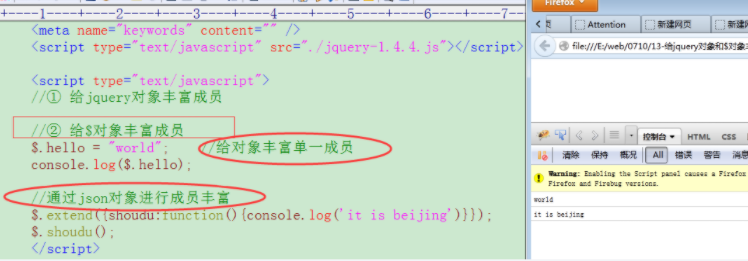 +----1----+----2----+----3----+----4----+----5----+----6----+----7-
<meta name="keywords" content="" />
<script type="text/javascript" src="./jquery-1.4.4.js"></script>
<script type="text/javascript">
//① 给jquery对象丰富成员
//② 给$对象丰富成员
$.hello = "world"; //给对象丰富单一成员
console.log($.hello);
//通过json对象进行成员丰富
$.extend({shoudu:function(){console.log('it is beijing')}});
$.shoudu();
</script>
Firefox
页
Attention
新建网页
新建网
file:///E:/web/0710/13-给jquery对象和$对象
控制台 HTML CSS
清除 保持 概况 All 错误 警告 消息
Warning: Enabling the Script panel causes a Firefox
Firefox and Firebug versions.
world
it is beijing